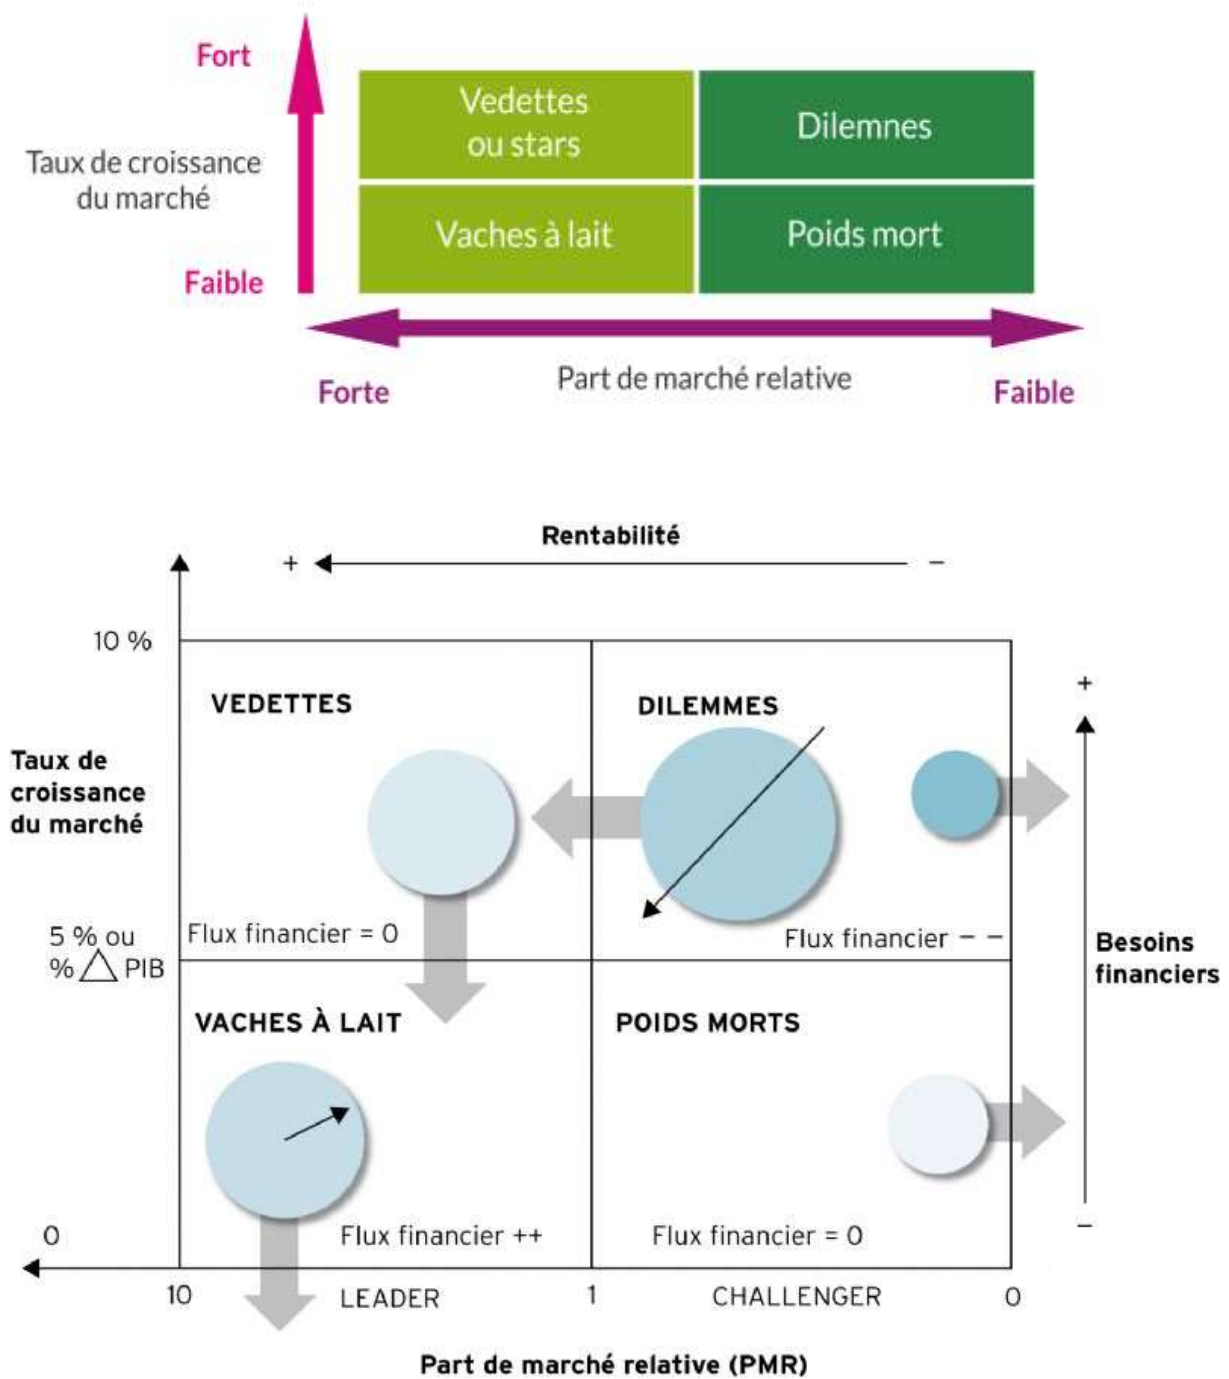 Fort
Vedettes
ou stars
Dilemnes
Taux de croissance
du marché
Vaches à lait
Poids mort
Faible
Part de marché relative
Forte
Faible
Rentabilité
+
–
10 %
+
VEDETTES
DILEMMES
Taux de
croissance
du marché
Flux financier = 0
Flux financier – –
5 % ou
% △ PIB
Besoins
financiers
VACHES À LAIT
POIDS MORTS
–
0
Flux financier ++
Flux financier = 0
10
LEADER
1
CHALLENGER
0
Part de marché relative (PMR)